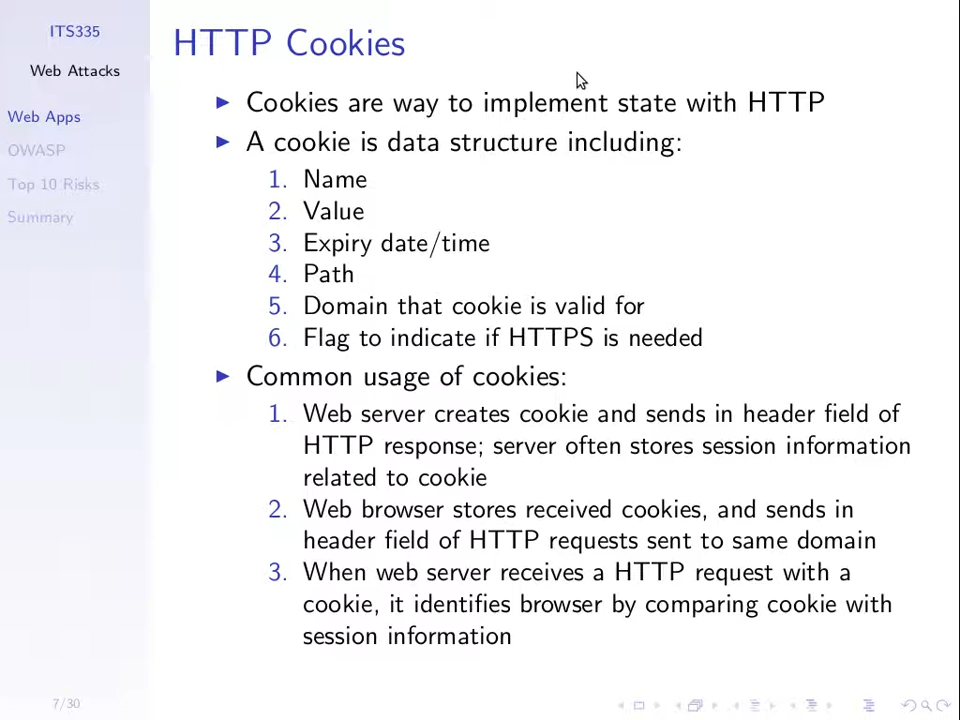 ITS335
Web Attacks
Web Apps
OWASP
Top 10 Risks
Summary
HTTP Cookies
Cookies are way to implement state with HTTP
A cookie is data structure including:
1. Name
2. Value
3. Expiry date/time
4. Path
5. Domain that cookie is valid for
6. Flag to indicate if HTTPS is needed
Common usage of cookies:
1. Web server creates cookie and sends in header field of
HTTP response; server often stores session information
related to cookie
2. Web browser stores received cookies, and sends in
header field of HTTP requests sent to same domain
3. When web server receives a HTTP request with a
cookie, it identifies browser by comparing cookie with
session information
7/30